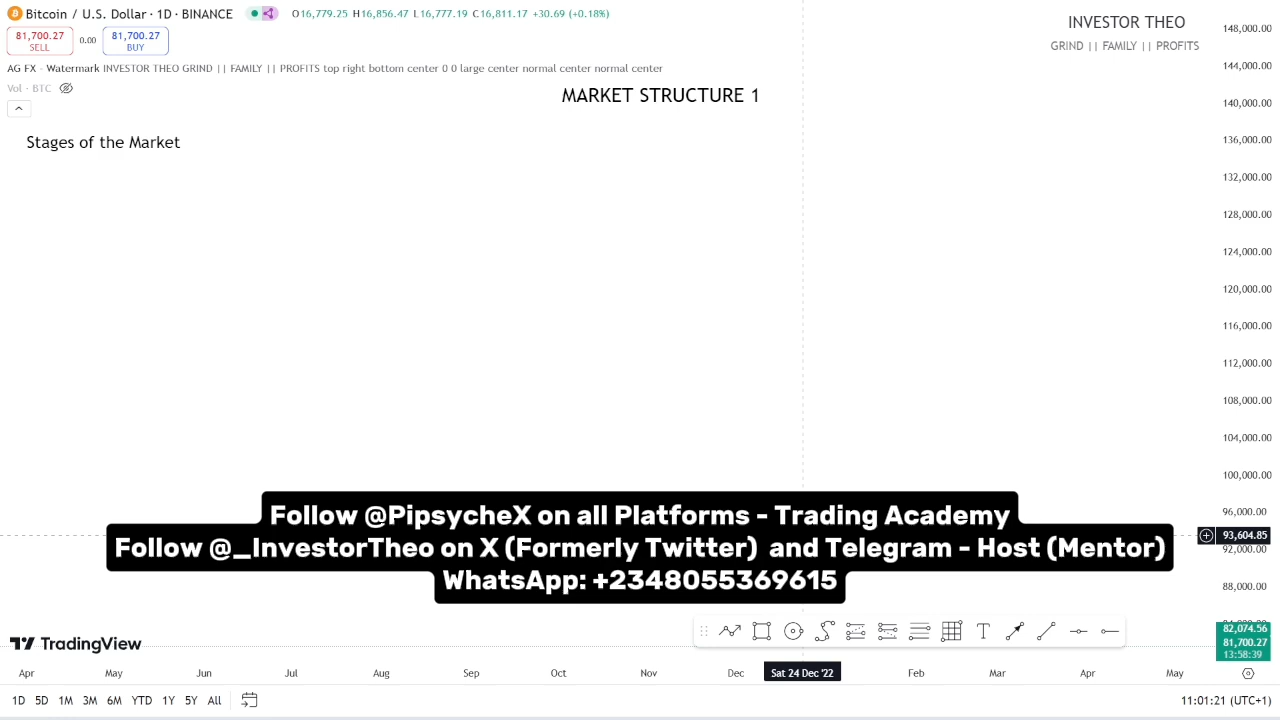 Bitcoin / U.S. Dollar · 1D · BINANCE
O16,779.25 H16,856.47 L16,777.19 C16,811.17 +30.69 (+0.18%)
81,700.27
SELL
0.00
81,700.27
BUY
AG FX - Watermark INVESTOR THEO GRIND || FAMILY || PROFITS top right bottom center 0 0 large center normal center normal center
Vol · BTC
INVESTOR THEO
GRIND || FAMILY || PROFITS
MARKET STRUCTURE 1
Stages of the Market
148,000.00
144,000.00
140,000.00
136,000.00
132,000.00
128,000.00
124,000.00
120,000.00
116,000.00
112,000.00
108,000.00
104,000.00
100,000.00
96,000.00
93,604.85
92,000.00
88,000.00
82,074.56
81,700.27
13:58:39
Follow @PipsycheX on all Platforms - Trading Academy
Follow @_InvestorTheo on X (Formerly Twitter) and Telegram - Host (Mentor)
WhatsApp: +2348055369615
TradingView
Apr May Jun Jul Aug Sep Oct Nov Dec Sat 24 Dec '22 Feb Mar Apr May
1D 5D 1M 3M 6M YTD 1Y 5Y All
11:01:21 (UTC+1)